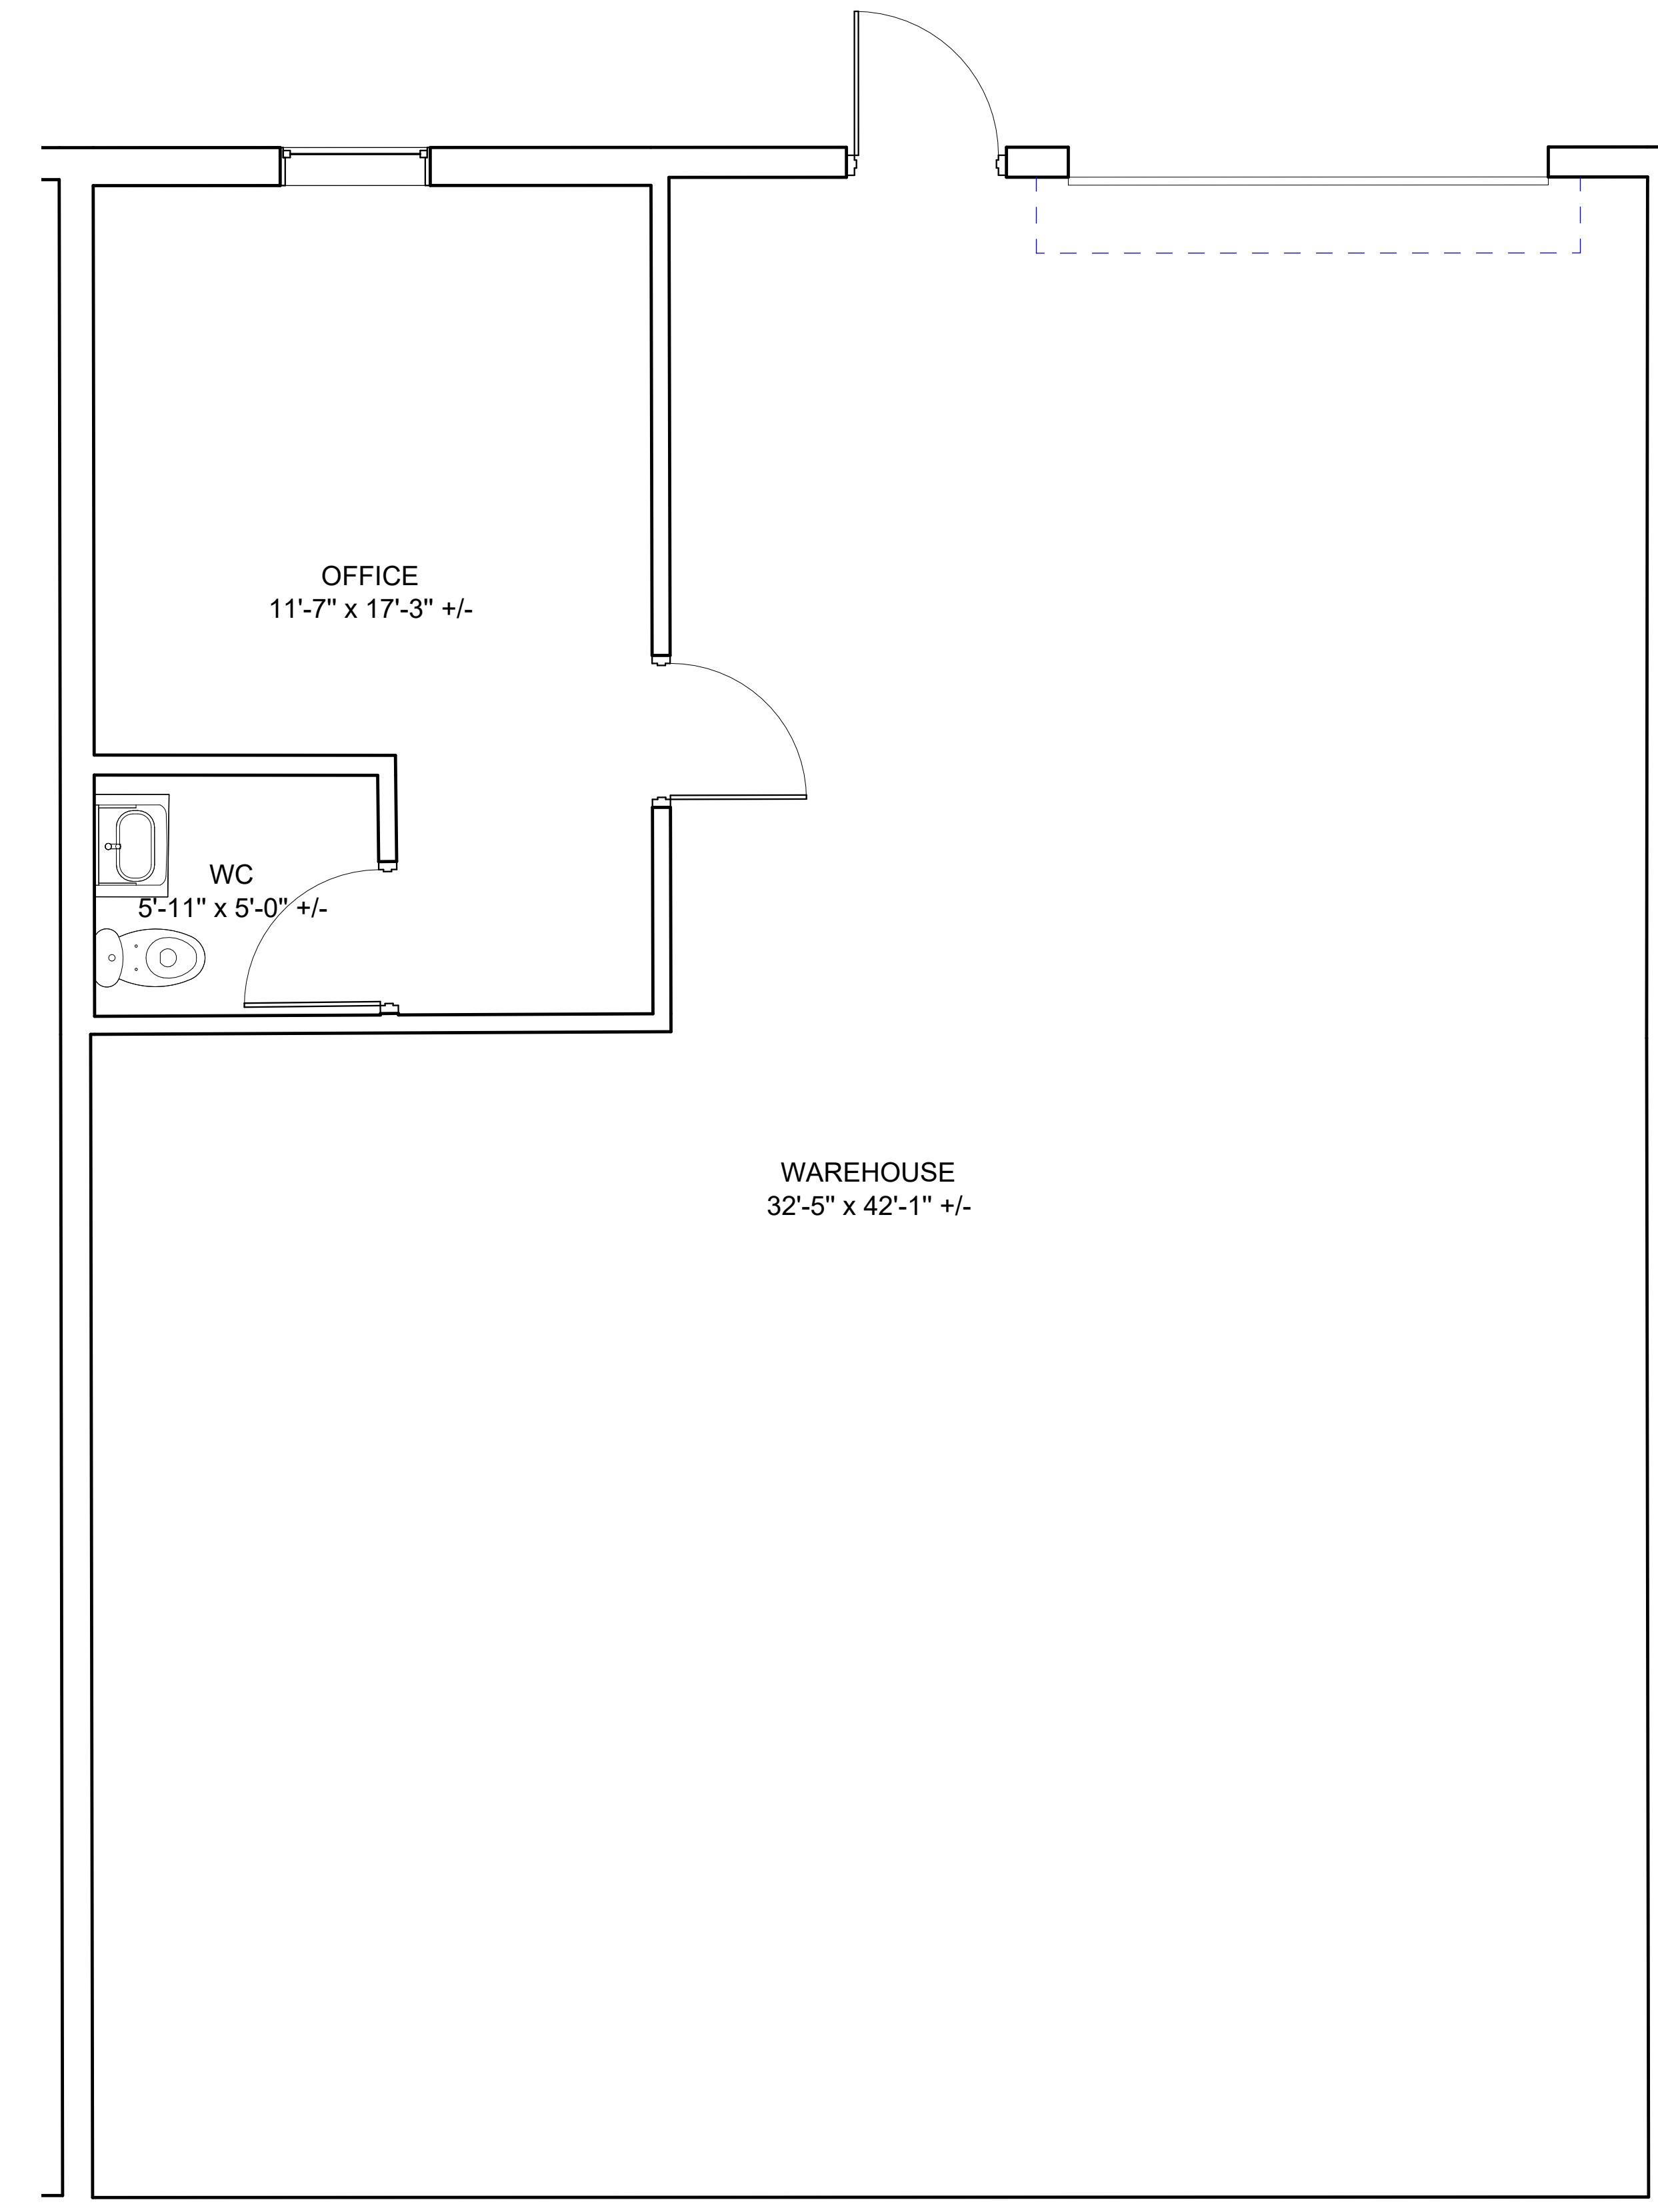 OFFICE
11'-7" x 17'-3" +/-
WC
5'-11" x 5'-0" +/-
WAREHOUSE
32'-5" x 42'-1" +/-